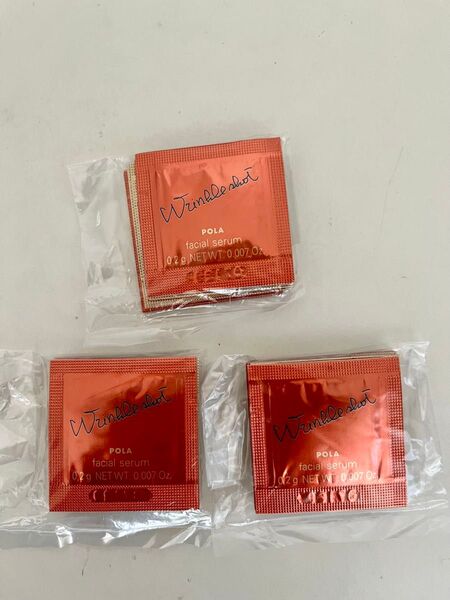 Wrinkle shot
POLA
facial serum
0.2g NET WT. 0.007 Oz.
Wrinkle shot
POLA
facial serum
0.2g NET WT. 0.007 Oz.
Wrinkle shot
POLA
facial serum
0.2g NET WT. 0.007 Oz.